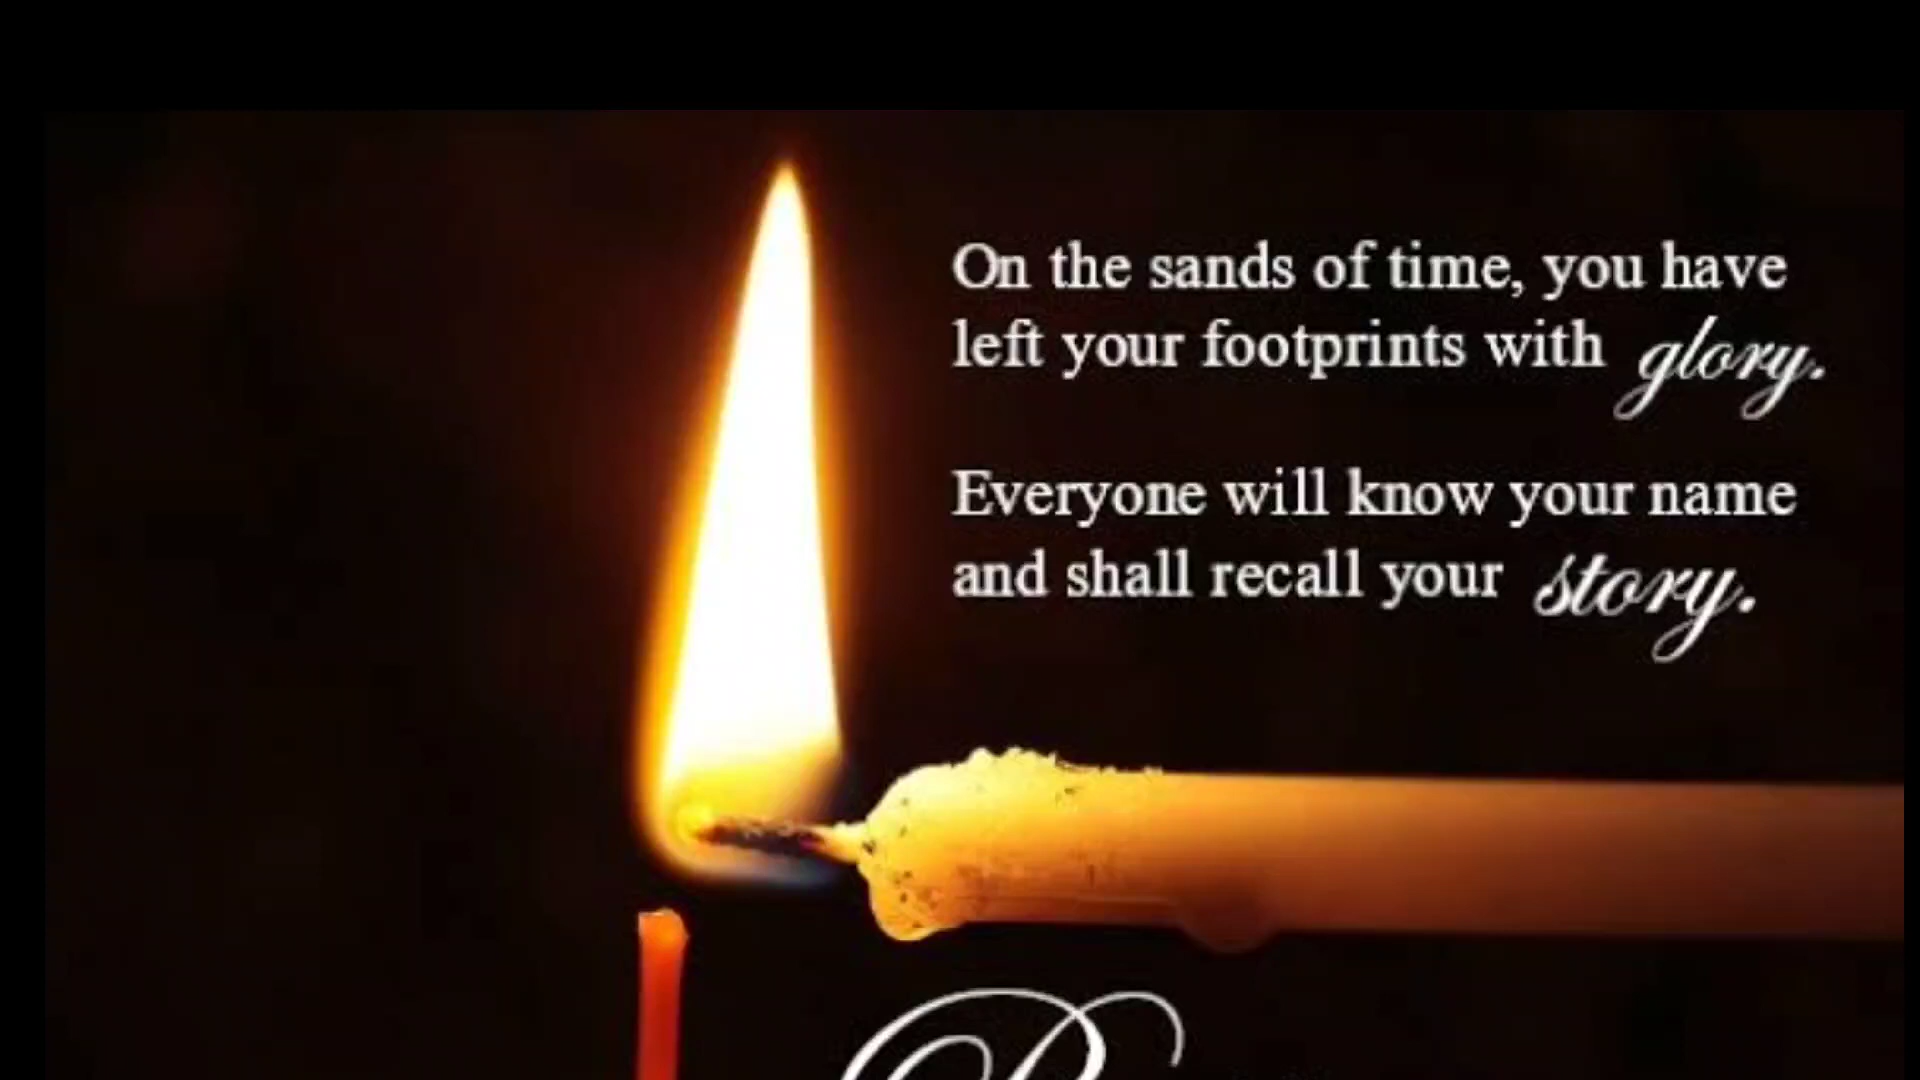 On the sands of time, you have
left your footprints with glory.
Everyone will know your name
and shall recall your story.